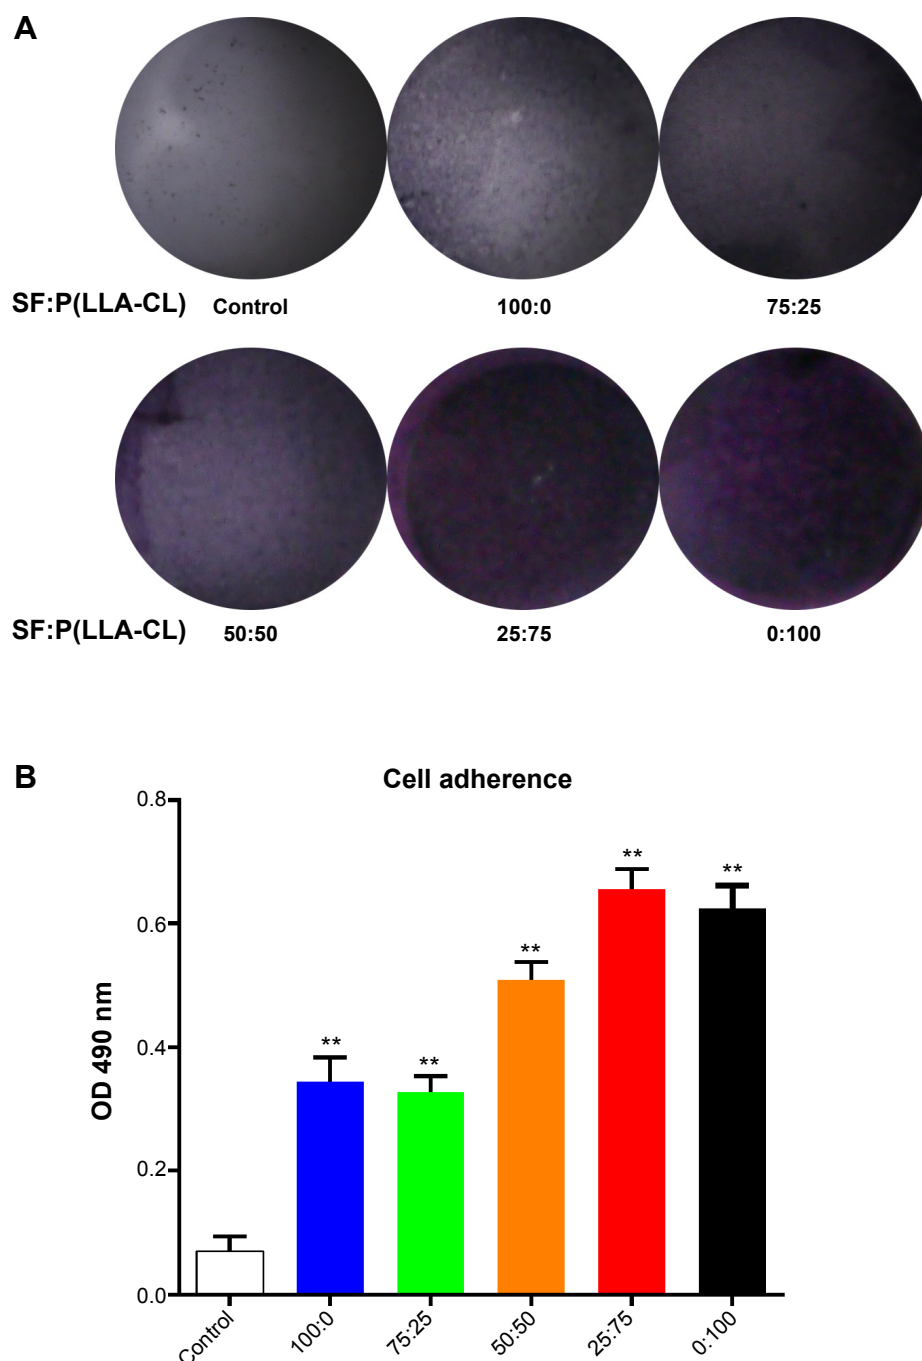 A
SF:P(LLA-CL) Control 100:0 75:25
SF:P(LLA-CL) 50:50 25:75 0:100
B
Cell adherence
0.8
0.6
0.4
0.2
0.0
OD 490 nm
**
**
**
**
**
Control 100:0 75:25 50:50 25:75 0:100